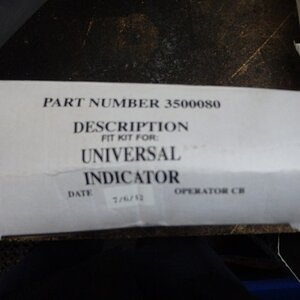 PART NUMBER 3500080
DESCRIPTION
FIT KIT FOR:
UNIVERSAL
INDICATOR
DATE 7/6/12 OPERATOR CB